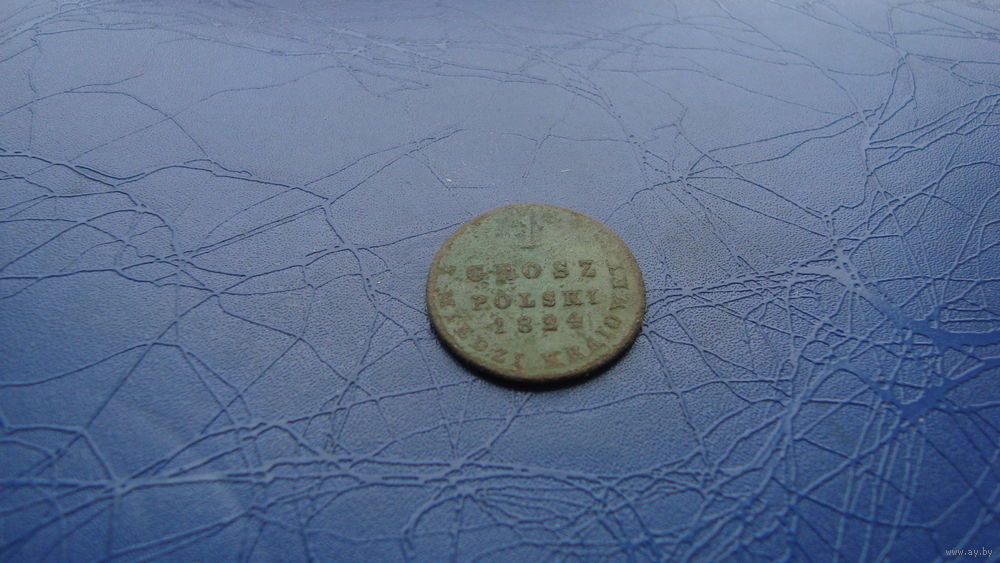 1
GROSZ
POLSKI
1824
Z MIEDZI KRAIOWEY
www.ay.by